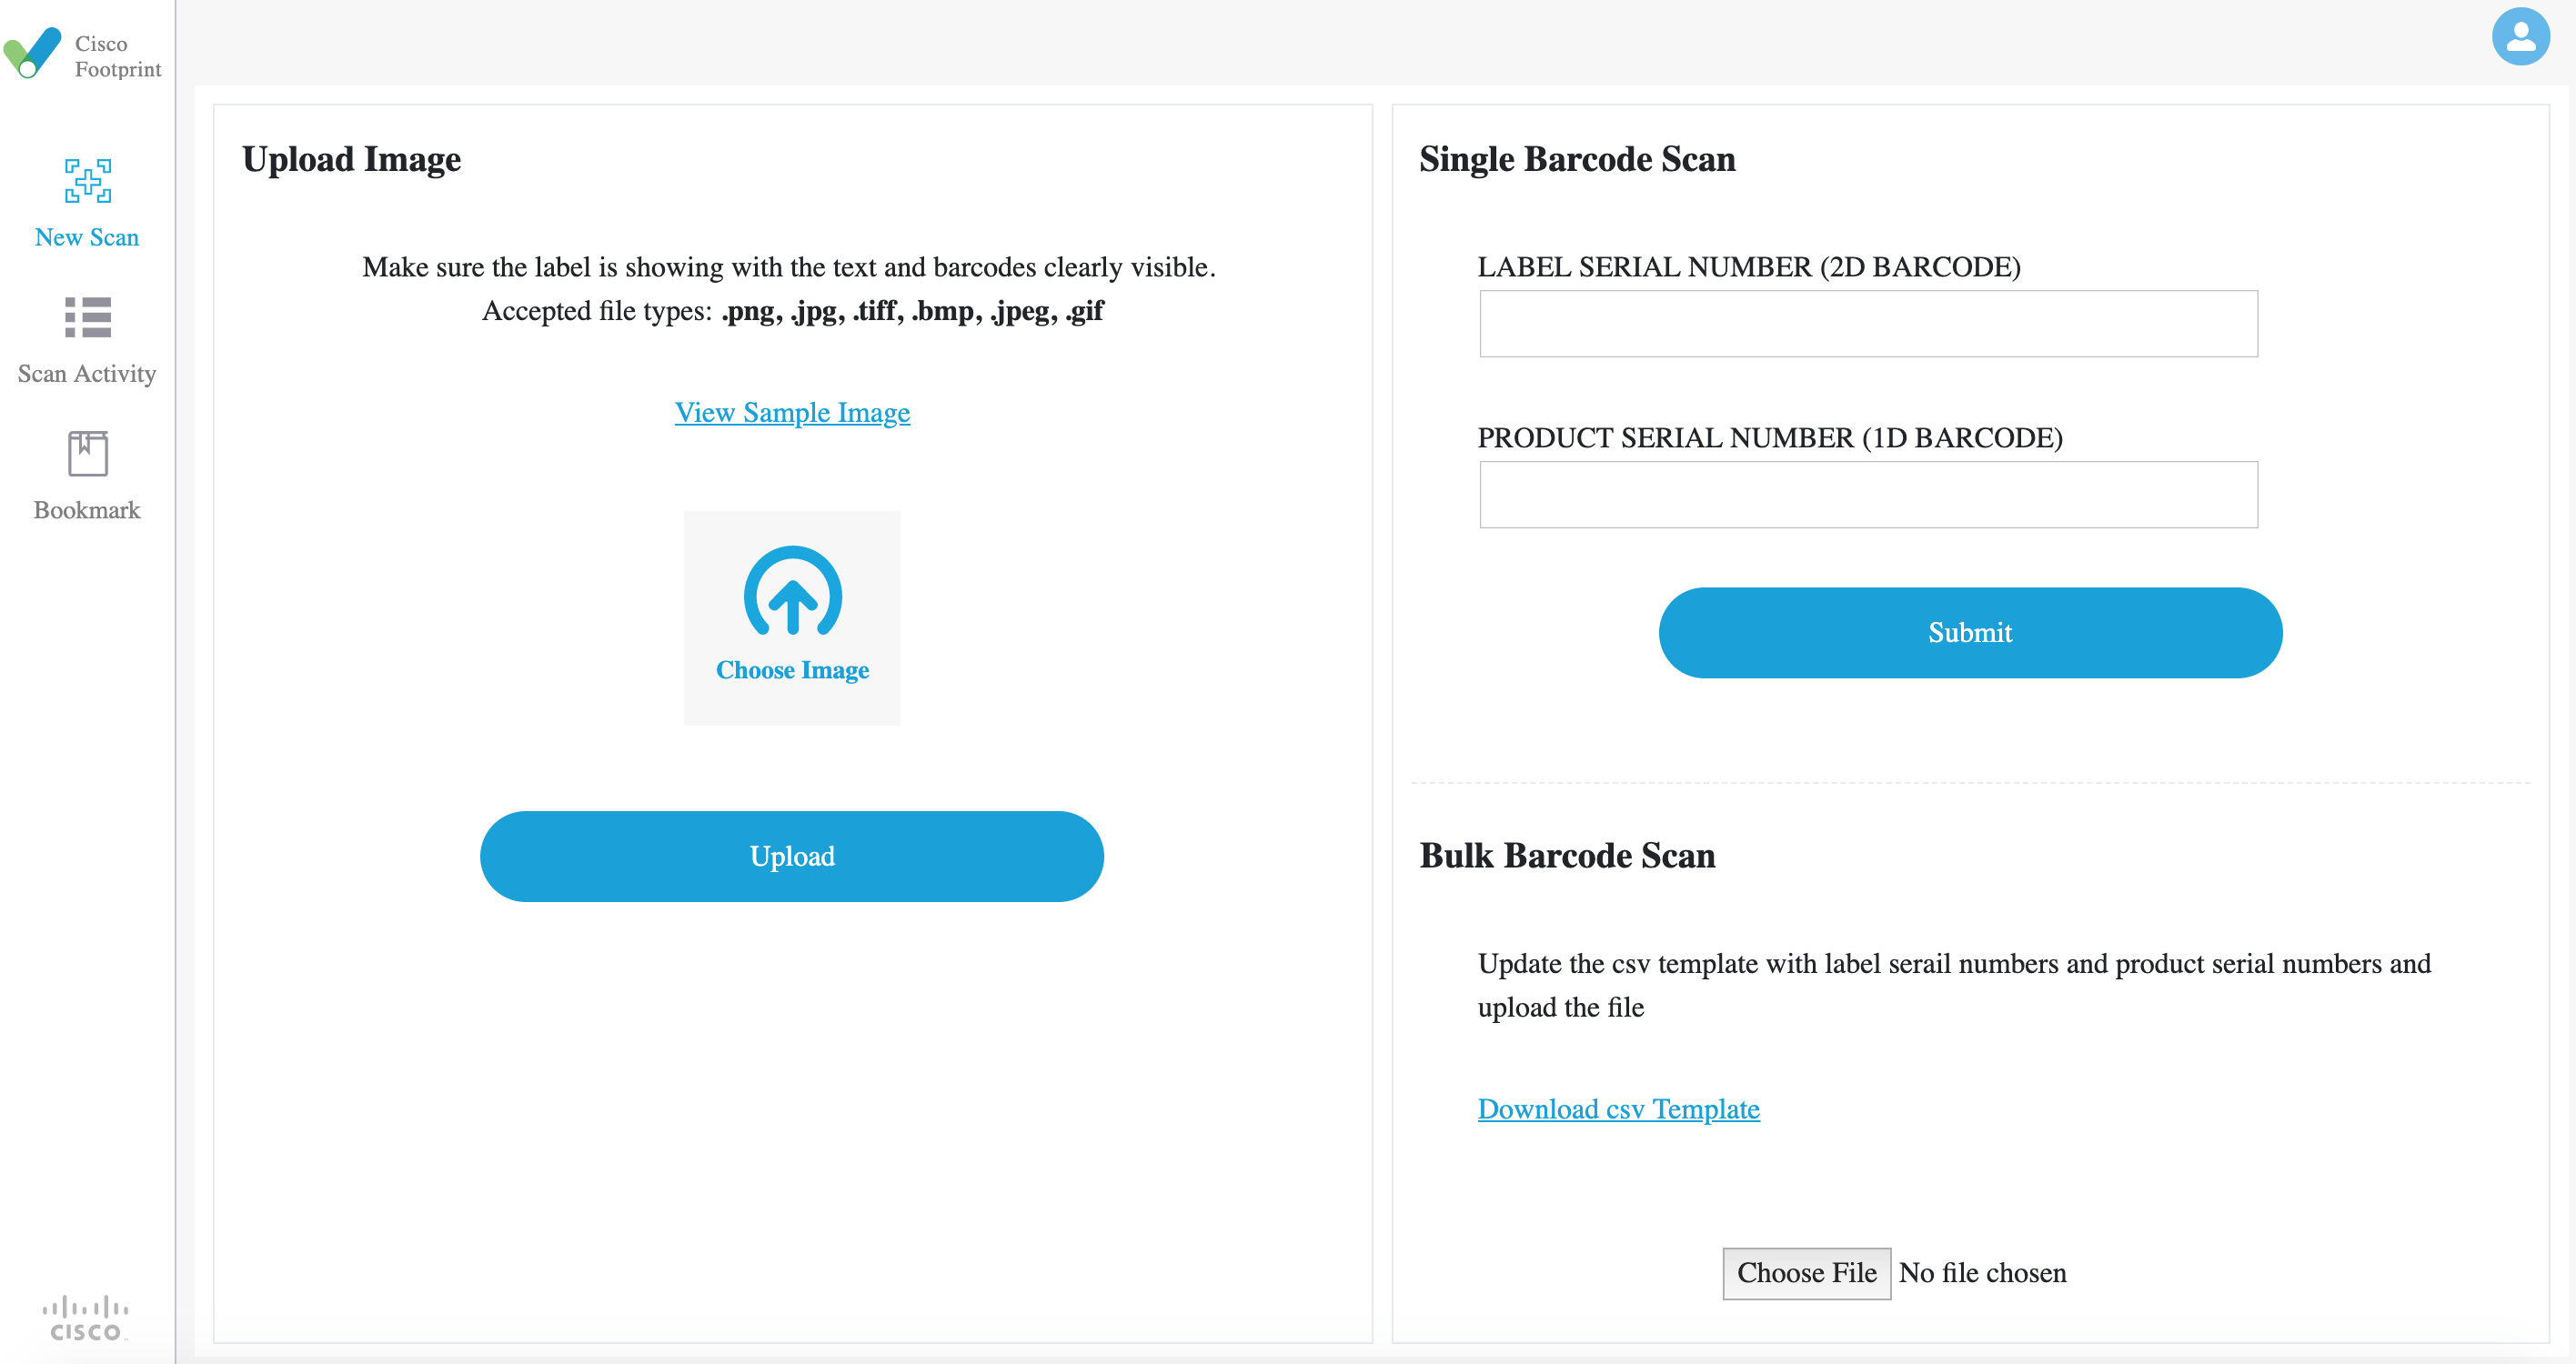 Cisco
Footprint
New Scan
Scan Activity
Bookmark
CISCO
Upload Image
Make sure the label is showing with the text and barcodes clearly visible.
Accepted file types: .png, .jpg, .tiff, .bmp, .jpeg, .gif
View Sample Image
Choose Image
Upload
Single Barcode Scan
LABEL SERIAL NUMBER (2D BARCODE)
PRODUCT SERIAL NUMBER (1D BARCODE)
Submit
Bulk Barcode Scan
Update the csv template with label serail numbers and product serial numbers and
upload the file
Download csv Template
Choose File No file chosen